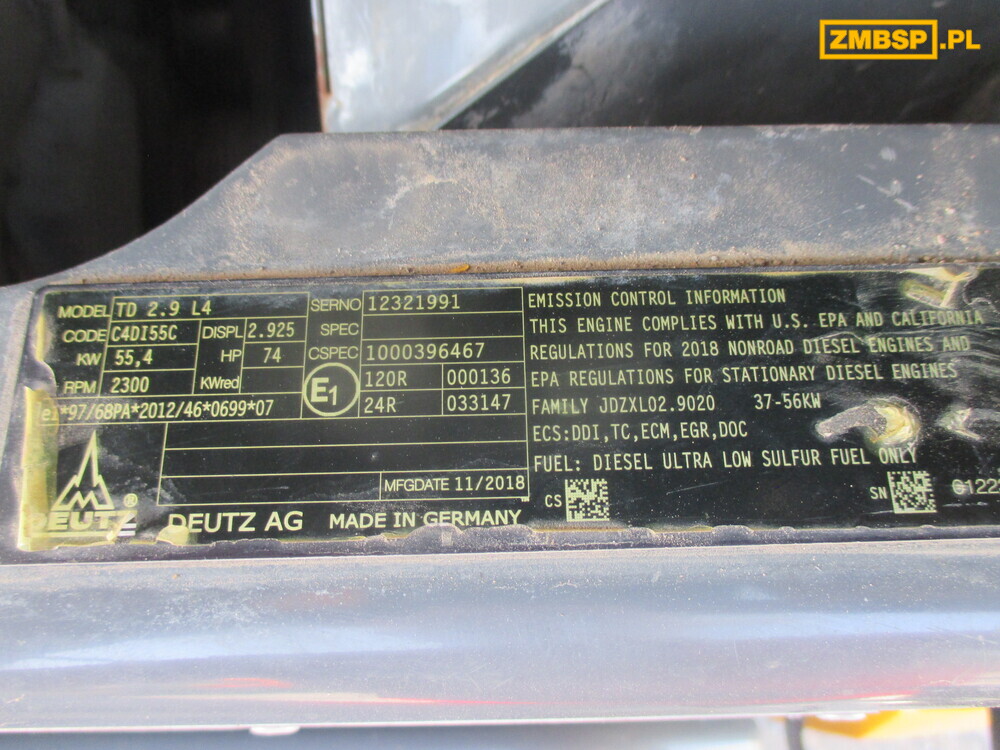 ZMBSP.PL
MODEL TD 2.9 L4
CODE C4DI55C DISPL 2.925
KW 55,4 HP 74
RPM 2300 KWred
e1*97/68PA*2012/46*0699*07
SERNO 12321991
SPEC
CSPEC 1000396467
E1 120R 000136
24R 033147
MFGDATE 11/2018
DEUTZ ®
DEUTZ AG MADE IN GERMANY
EMISSION CONTROL INFORMATION
THIS ENGINE COMPLIES WITH U.S. EPA AND CALIFORNIA
REGULATIONS FOR 2018 NONROAD DIESEL ENGINES AND
EPA REGULATIONS FOR STATIONARY DIESEL ENGINES
FAMILY JDZXL02.9020 37-56KW
ECS:DDI,TC,ECM,EGR,DOC
FUEL: DIESEL ULTRA LOW SULFUR FUEL ONLY
CS SN